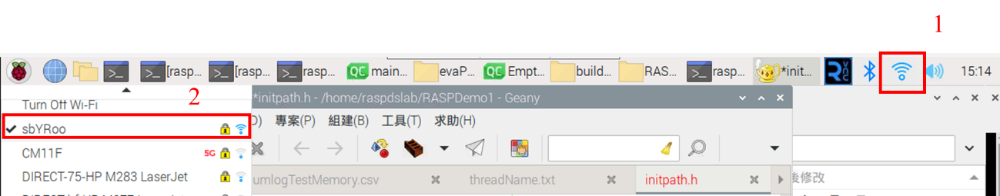 1
[rasp... [rasp... rasp... QC main... evaP... QC Empt... build... RAS... rasp... *init... VNC 15:14
Turn Off Wi-Fi
2
*initpath.h - /home/raspdslab/RASPDemo1 - Geany
sbYRoo
D) 專案(P) 組建(B) 工具(T) 求助(H)
CM11F 5G
DIRECT-75-HP M283 LaserJet
umlogTestMemory.csv threadName.txt initpath.h
後修改